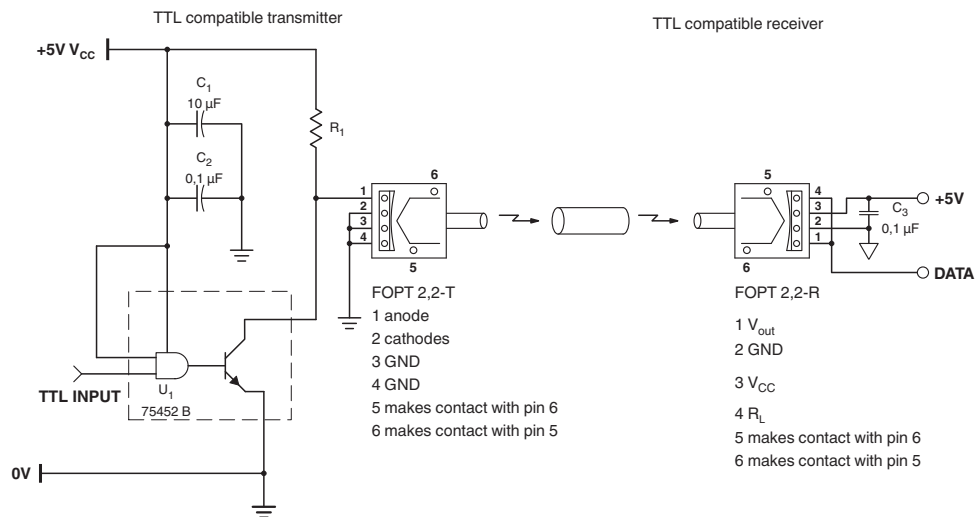 TTL compatible transmitter
TTL compatible receiver
+5V VCC
C1
10 µF
R1
C2
0,1 µF
6
1
2
3
4
5
5
4
3
2
1
6
+5V
C3
0,1 µF
DATA
FOPT 2,2-T
1 anode
2 cathodes
3 GND
4 GND
5 makes contact with pin 6
6 makes contact with pin 5
FOPT 2,2-R
1 Vout
2 GND
3 VCC
4 RL
5 makes contact with pin 6
6 makes contact with pin 5
TTL INPUT
U1
75452 B
0V